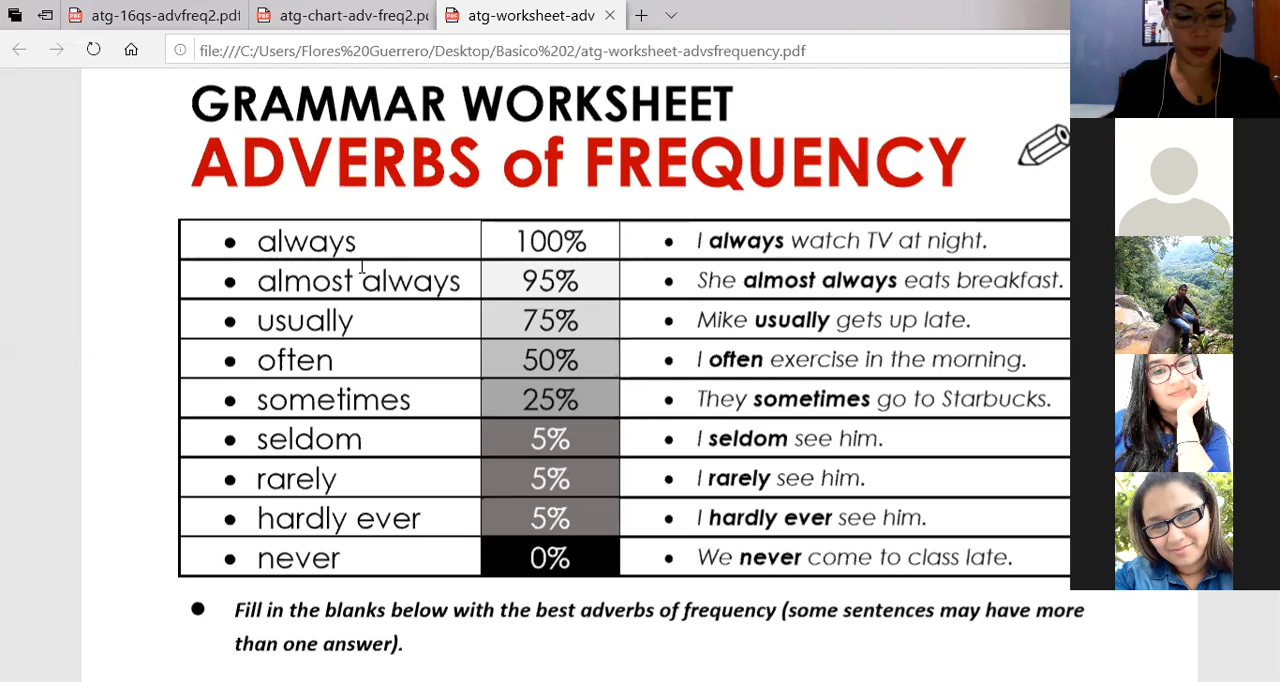 atg-16qs-advfreq2.pdf
atg-chart-adv-freq2.pd
atg-worksheet-adv
file:///C:/Users/Flores%20Guerrero/Desktop/Basico%202/atg-worksheet-advsfrequency.pdf
GRAMMAR WORKSHEET
ADVERBS of FREQUENCY
• always 100% • I always watch TV at night.
• almost always 95% • She almost always eats breakfast.
• usually 75% • Mike usually gets up late.
• often 50% • I often exercise in the morning.
• sometimes 25% • They sometimes go to Starbucks.
• seldom 5% • I seldom see him.
• rarely 5% • I rarely see him.
• hardly ever 5% • I hardly ever see him.
• never 0% • We never come to class late.
● Fill in the blanks below with the best adverbs of frequency (some sentences may have more
than one answer).